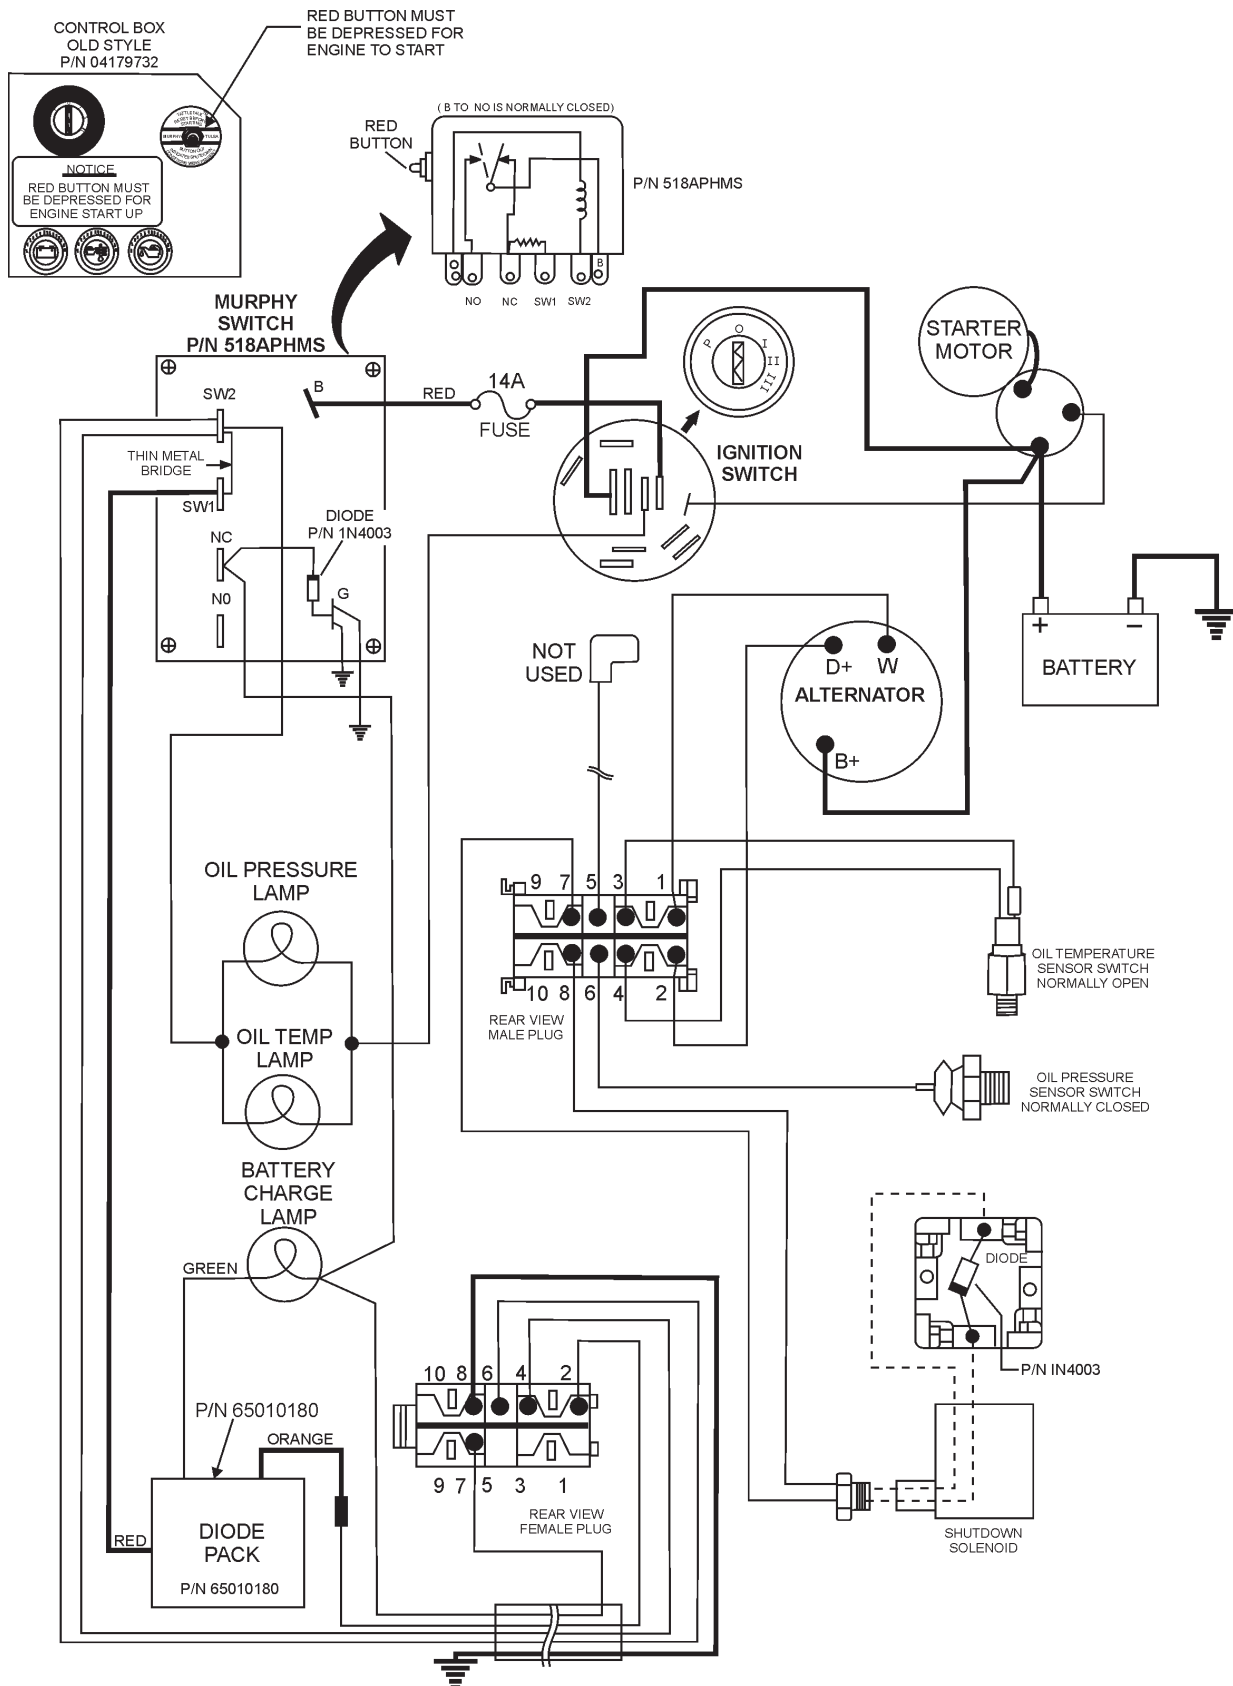 CONTROL BOX
OLD STYLE
P/N 04179732
RED BUTTON MUST
BE DEPRESSED FOR
ENGINE TO START
MURPHY
TULSA
NOTICE
RED BUTTON MUST
BE DEPRESSED FOR
ENGINE START UP
( B TO NO IS NORMALLY CLOSED)
RED
BUTTON
P/N 518APHMS
B
NO
NC
SW1
SW2
MURPHY
SWITCH
P/N 518APHMS
SW2
B
RED
14A
FUSE
THIN METAL
BRIDGE
SW1
NC
DIODE
P/N 1N4003
N0
G
P
O
I
II
III
IGNITION
SWITCH
STARTER
MOTOR
+
–
BATTERY
NOT
USED
D+
W
ALTERNATOR
B+
OIL PRESSURE
LAMP
OIL TEMP
LAMP
BATTERY
CHARGE
LAMP
GREEN
9 7 5 3 1
10 8 6 4 2
REAR VIEW
MALE PLUG
OIL TEMPERATURE
SENSOR SWITCH
NORMALLY OPEN
OIL PRESSURE
SENSOR SWITCH
NORMALLY CLOSED
DIODE
P/N IN4003
10 8 6 4 2
9 7 5 3 1
REAR VIEW
FEMALE PLUG
P/N 65010180
ORANGE
RED
DIODE
PACK
P/N 65010180
SHUTDOWN
SOLENOID